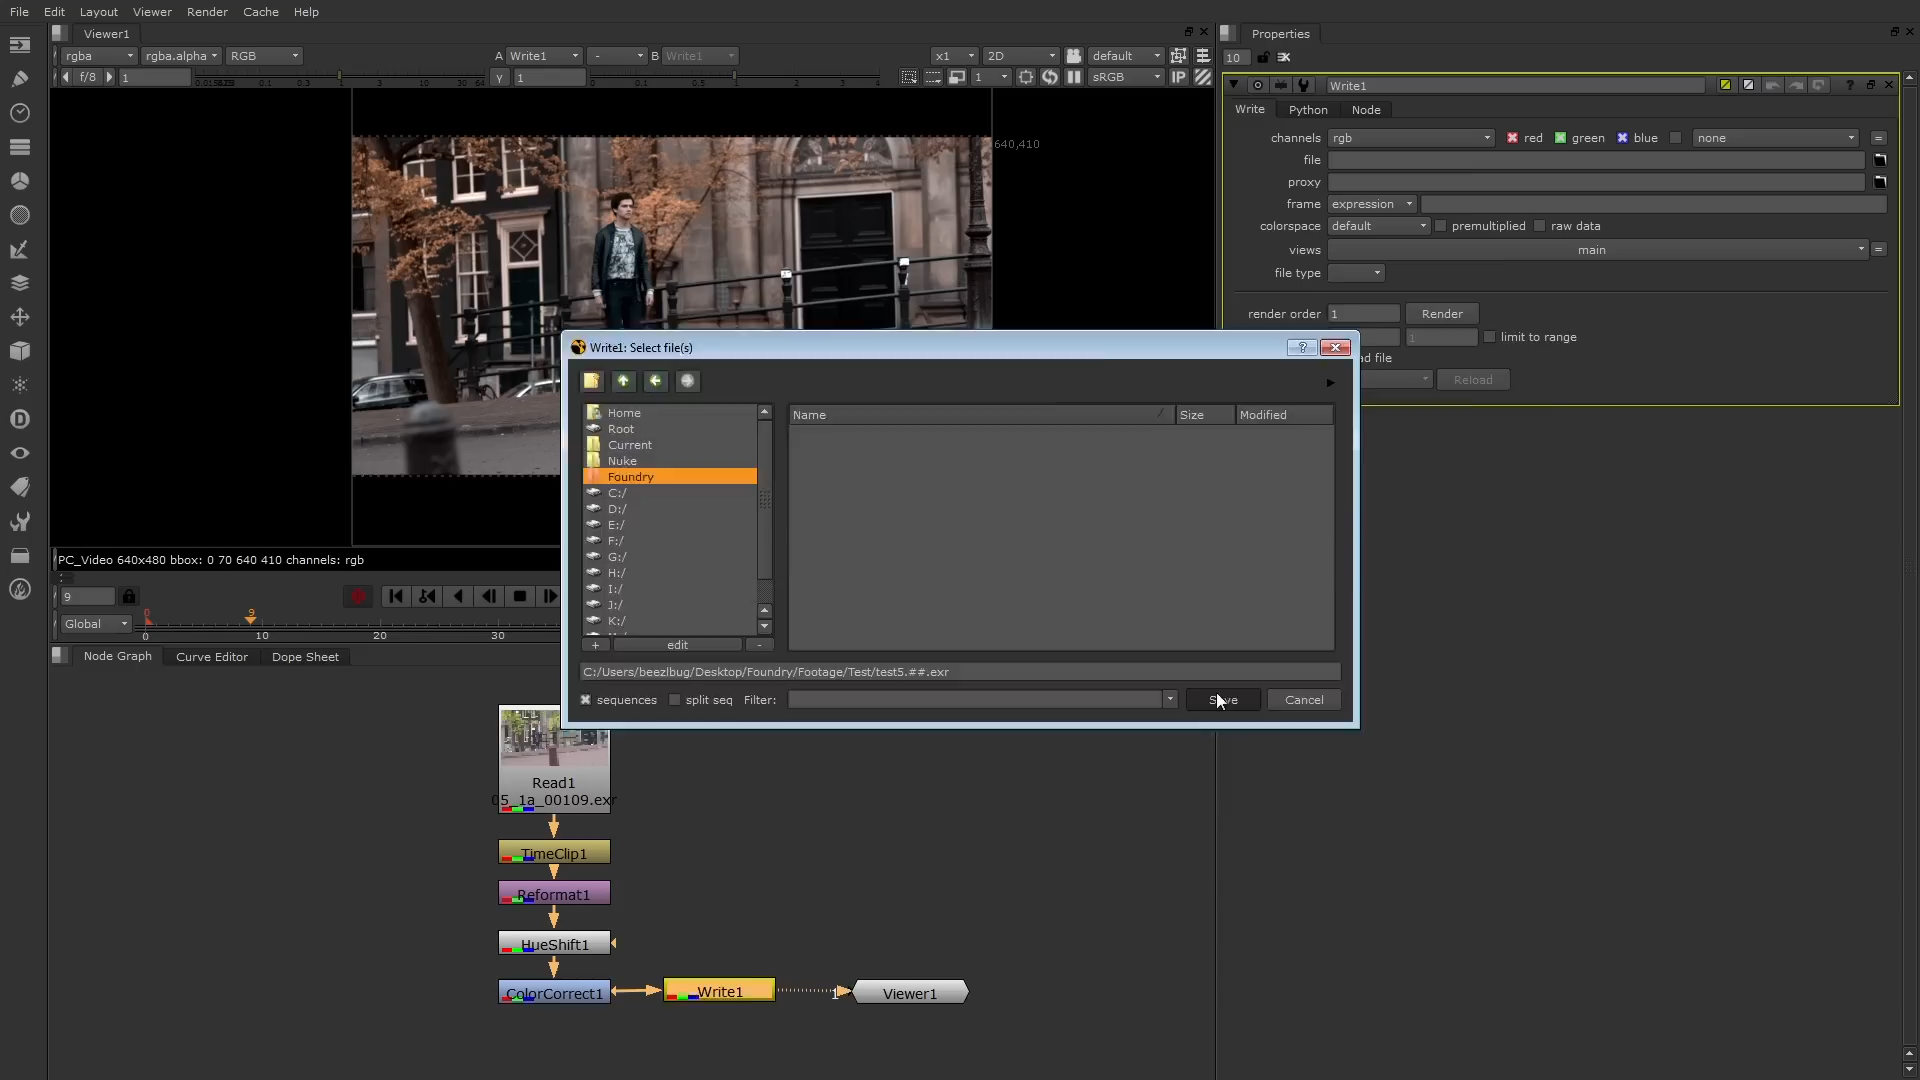 File Edit Layout Viewer Render Cache Help
Viewer1
Properties
rgba rgba.alpha RGB A Write1 - B Write1 x1 2D default
10
f/8 1 γ 1 1 sRGB IP
Write1
Write Python Node
channels rgb red green blue none =
file
640,410
proxy
frame expression
colorspace default premultiplied raw data
views main =
file type
render order 1 Render
1 limit to range
ad file
Reload
Write1: Select file(s)
Name Size Modified
Home
Root
Current
Nuke
Foundry
C:/
D:/
E:/
F:/
G:/
H:/
I:/
J:/
K:/
+ edit -
C:/Users/beezlbug/Desktop/Foundry/Footage/Test/test5.##.exr
sequences split seq Filter: Save Cancel
PC_Video 640x480 bbox: 0 70 640 410 channels: rgb
9
0 9
Global 0 10 20 30
Node Graph Curve Editor Dope Sheet
Read1
05_1a_00109.exr
TimeClip1
Reformat1
HueShift1
ColorCorrect1 Write1 1 Viewer1